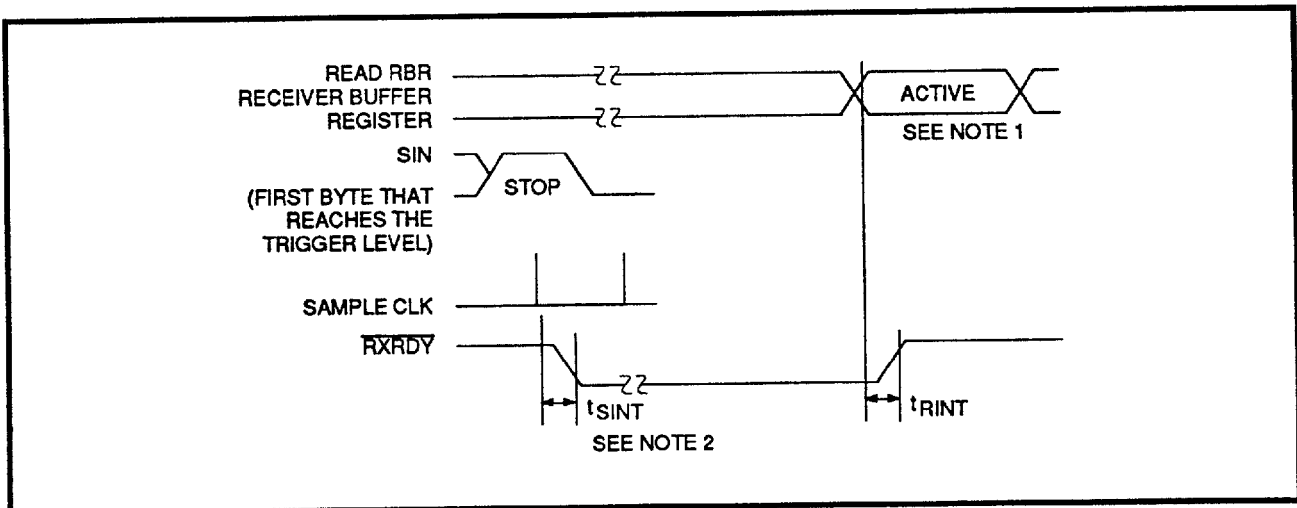 READ RBR
RECEIVER BUFFER
REGISTER
ACTIVE
SEE NOTE 1
SIN
STOP
(FIRST BYTE THAT
REACHES THE
TRIGGER LEVEL)
SAMPLE CLK
RXRDY
tSINT
tRINT
SEE NOTE 2